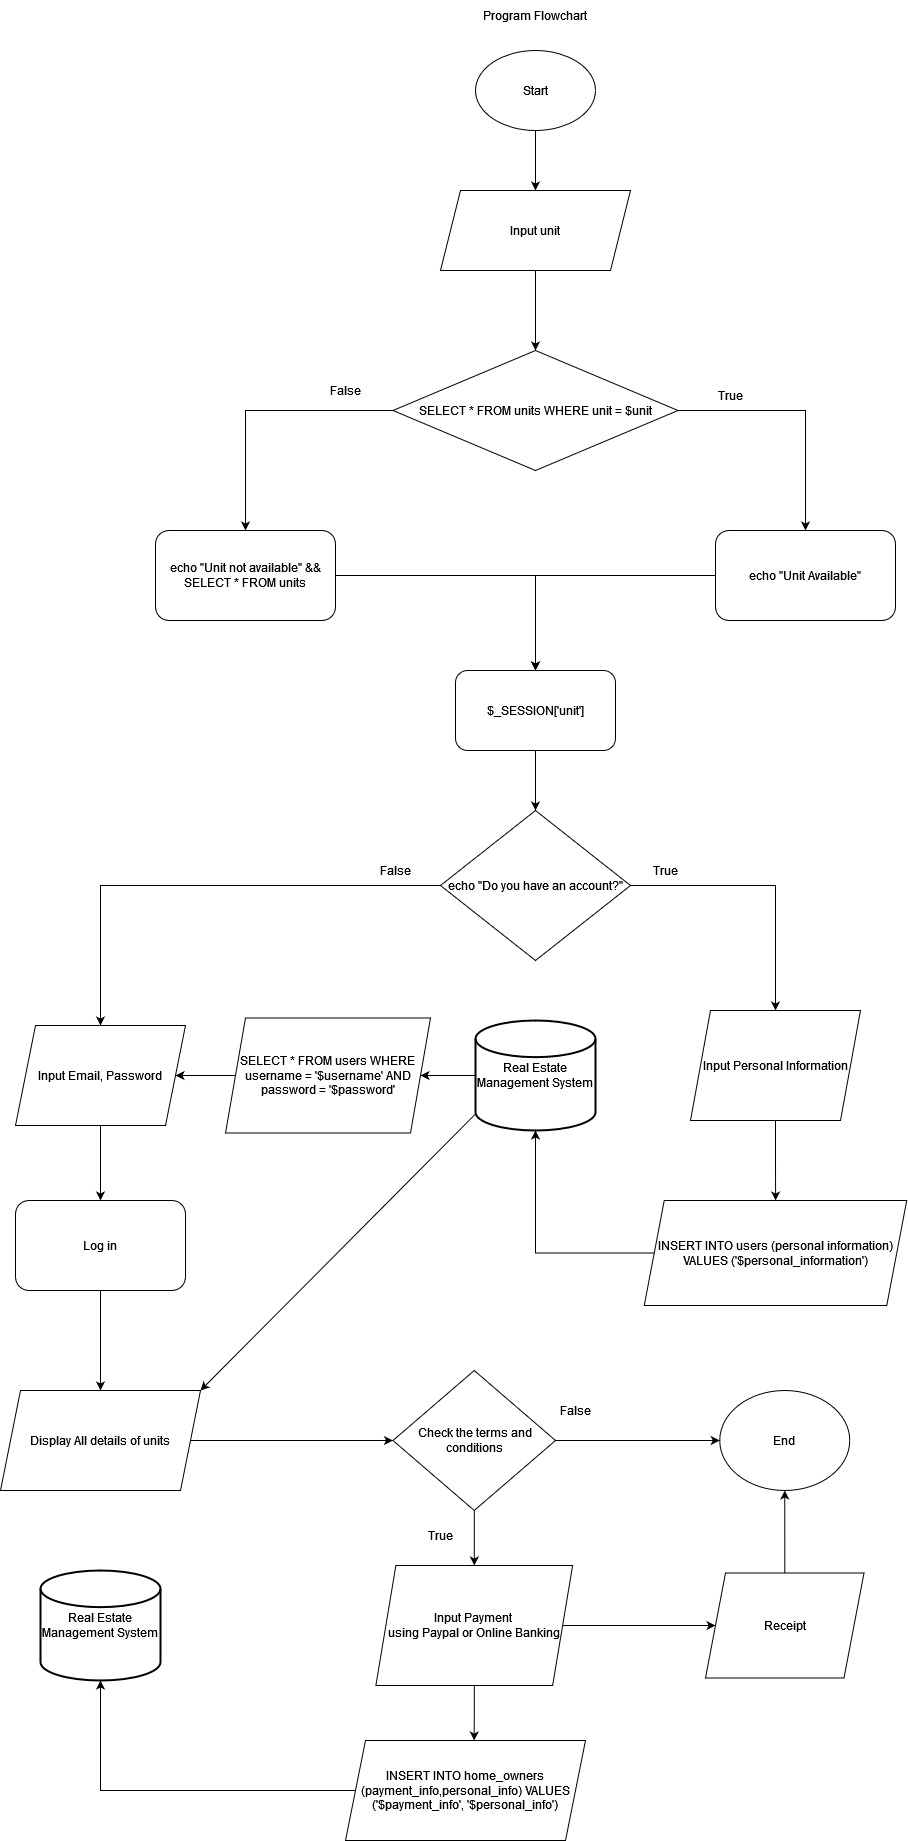 Program Flowchart
Start
Input unit
False
True
SELECT * FROM units WHERE unit = $unit
echo "Unit not available" &&
SELECT * FROM units
echo "Unit Available"
$_SESSION['unit']
False
True
echo "Do you have an account?"
Input Email, Password
SELECT * FROM users WHERE
username = '$username' AND
password = '$password'
Real Estate
Management System
Input Personal Information
Log in
INSERT INTO users (personal information)
VALUES ('$personal_information')
Display All details of units
Check the terms and
conditions
False
End
True
Real Estate
Management System
Input Payment
using Paypal or Online Banking
Receipt
INSERT INTO home_owners
(payment_info,personal_info) VALUES
('$payment_info', '$personal_info')